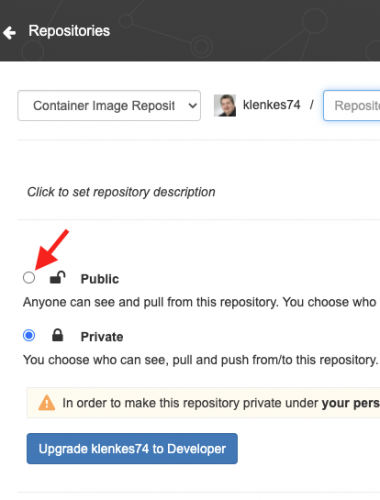 Repositories
Container Image Reposit klenkes74 / Reposit
Click to set repository description
Public
Anyone can see and pull from this repository. You choose who
Private
You choose who can see, pull and push from/to this repository.
In order to make this repository private under your pers
Upgrade klenkes74 to Developer